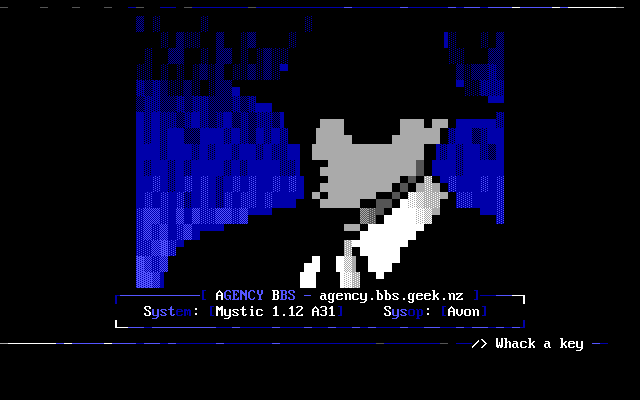 [ AGENCY BBS - agency.bbs.geek.nz ]
System: [Mystic 1.12 A31] Sysop: [Avon]
/> Whack a key